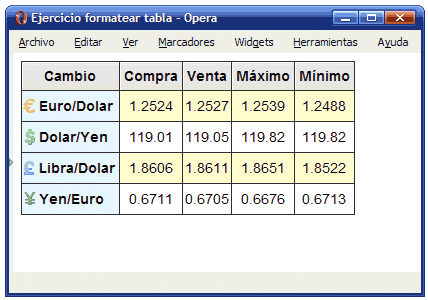 Ejercicio formatear tabla - Opera
Archivo Editar Ver Marcadores Widgets Herramientas Ayuda
Cambio Compra Venta Máximo Mínimo
€ Euro/Dolar 1.2524 1.2527 1.2539 1.2488
$ Dolar/Yen 119.01 119.05 119.82 119.82
£ Libra/Dolar 1.8606 1.8611 1.8651 1.8522
¥ Yen/Euro 0.6711 0.6705 0.6676 0.6713